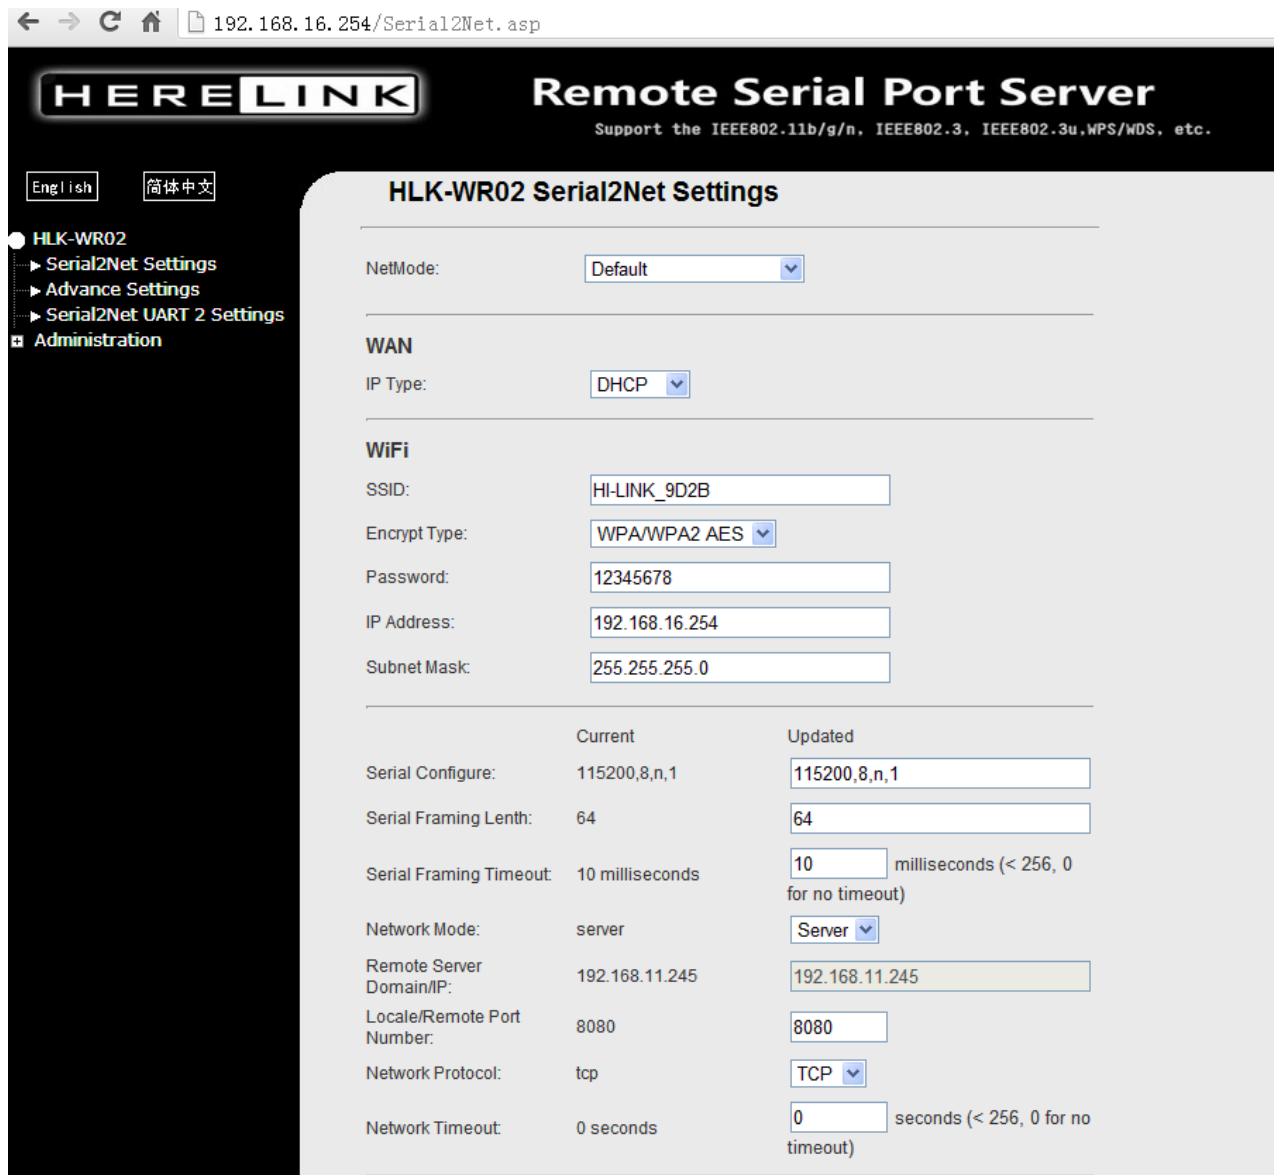 192.168.16.254/Serial2Net.asp
HERELINK
Remote Serial Port Server
Support the IEEE802.11b/g/n, IEEE802.3, IEEE802.3u,WPS/WDS, etc.
English 简体中文
HLK-WR02
Serial2Net Settings
Advance Settings
Serial2Net UART 2 Settings
Administration
HLK-WR02 Serial2Net Settings
NetMode: Default
WAN
IP Type: DHCP
WiFi
SSID: HI-LINK_9D2B
Encrypt Type: WPA/WPA2 AES
Password: 12345678
IP Address: 192.168.16.254
Subnet Mask: 255.255.255.0
Current Updated
Serial Configure: 115200,8,n,1 115200,8,n,1
Serial Framing Lenth: 64 64
Serial Framing Timeout: 10 milliseconds 10 milliseconds (< 256, 0
for no timeout)
Network Mode: server Server
Remote Server
Domain/IP: 192.168.11.245 192.168.11.245
Locale/Remote Port
Number: 8080 8080
Network Protocol: tcp TCP
Network Timeout: 0 seconds 0 seconds (< 256, 0 for no
timeout)